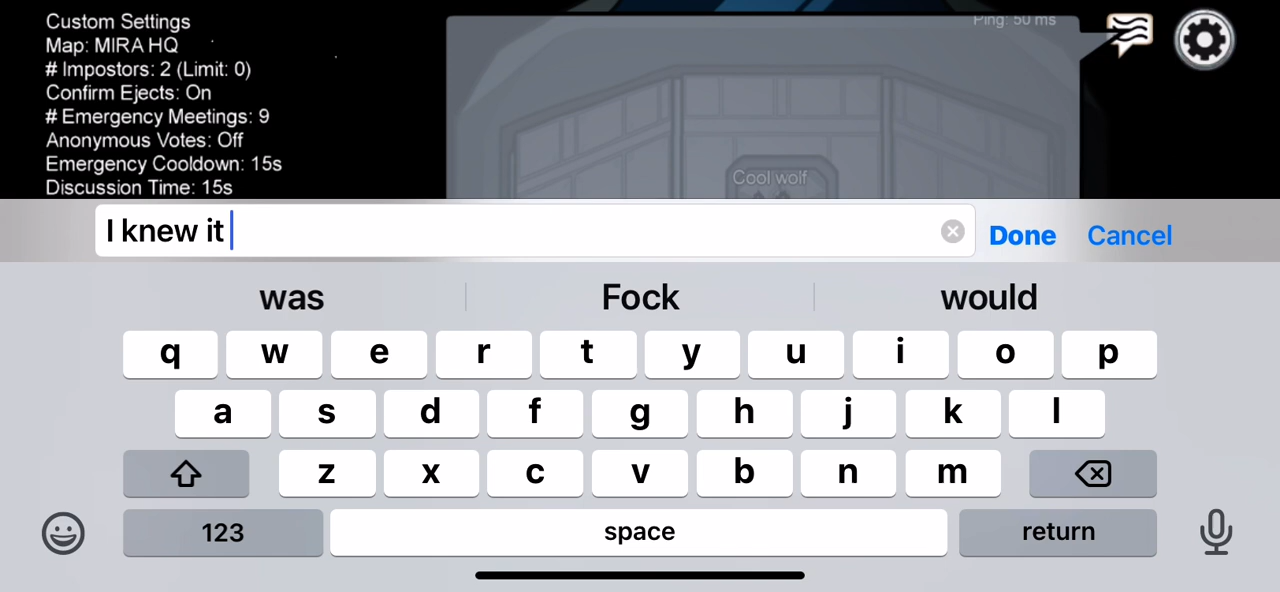 Custom Settings
Map: MIRA HQ
# Impostors: 2 (Limit: 0)
Confirm Ejects: On
# Emergency Meetings: 9
Anonymous Votes: Off
Emergency Cooldown: 15s
Discussion Time: 15s
Ping: 50 ms
Cool wolf
I knew it
Done Cancel
was Fock would
q w e r t y u i o p
a s d f g h j k l
z x c v b n m
123 space return